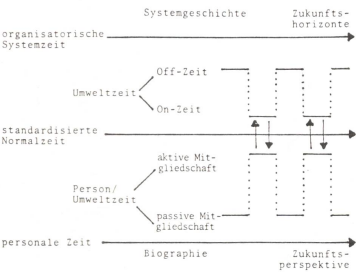 Systemgeschichte Zukunfts-
horizonte
organisatorische
Systemzeit
Off-Zeit
Umweltzeit
On-Zeit
standardisierte
Normalzeit
aktive Mit-
gliedschaft
Person/
Umweltzeit
passive Mit-
gliedschaft
personale Zeit
Biographie Zukunfts-
perspektive